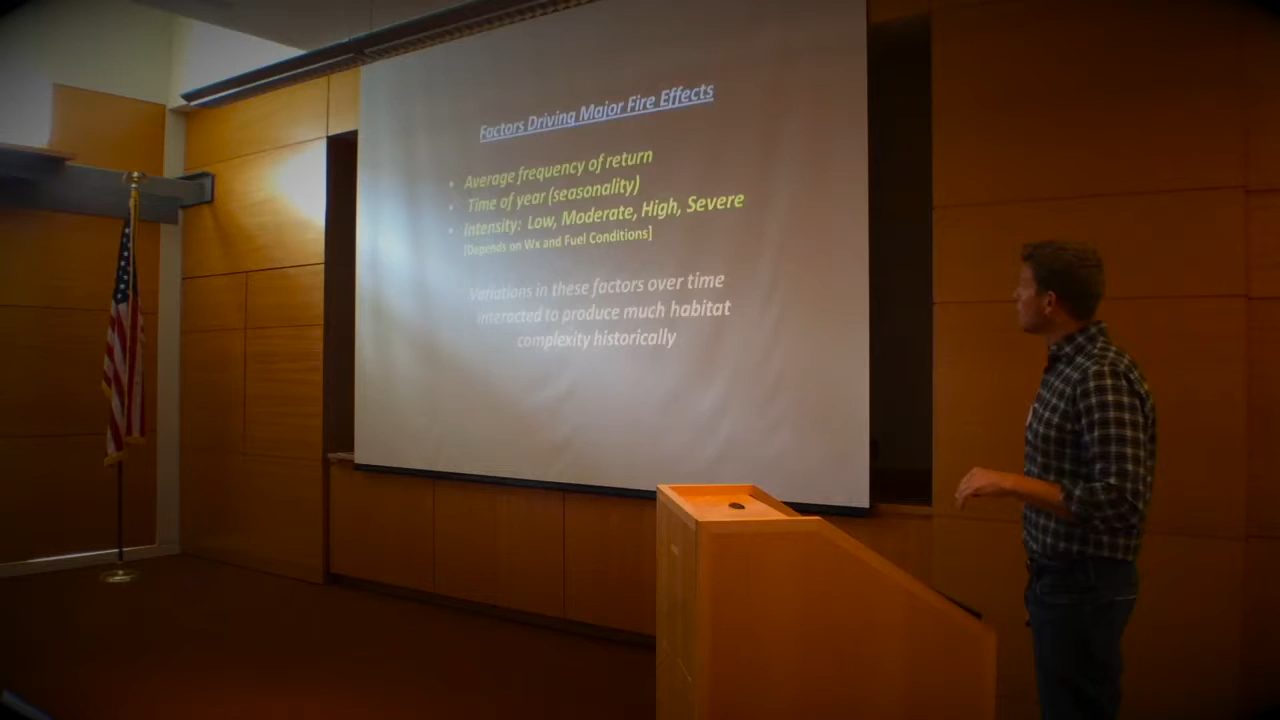 Factors Driving Major Fire Effects
• Average frequency of return
• Time of year (seasonality)
• Intensity: Low, Moderate, High, Severe
[Depends on Wx and Fuel Conditions]
Variations in these factors over time
interacted to produce much habitat
complexity historically